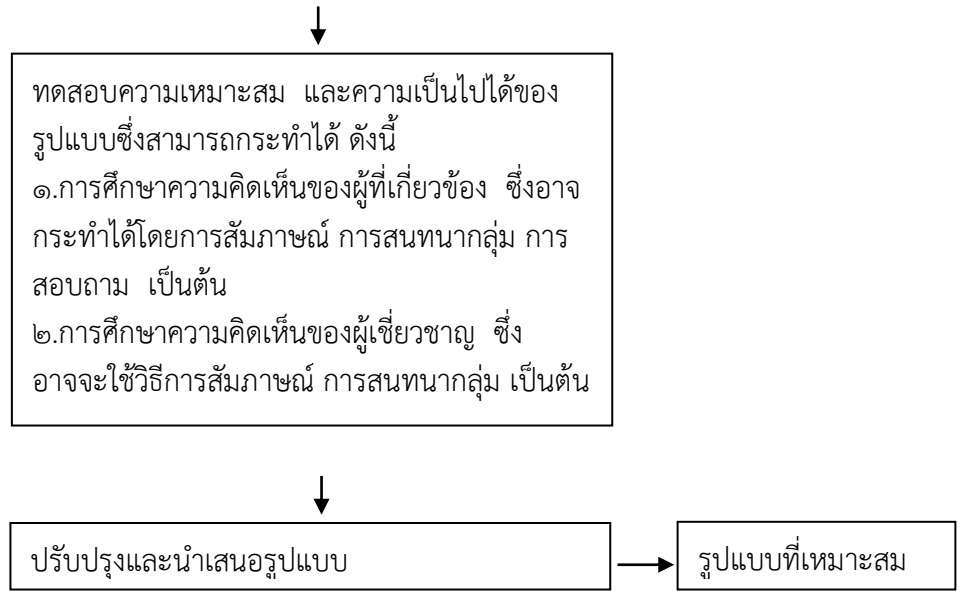 ทดสอบความเหมาะสม และความเป็นไปได้ของ
รูปแบบซึ่งสามารถกระทำได้ ดังนี้
๑.การศึกษาความคิดเห็นของผู้ที่เกี่ยวข้อง ซึ่งอาจ
กระทำได้โดยการสัมภาษณ์ การสนทนากลุ่ม การ
สอบถาม เป็นต้น
๒.การศึกษาความคิดเห็นของผู้เชี่ยวชาญ ซึ่ง
อาจจะใช้วิธีการสัมภาษณ์ การสนทนากลุ่ม เป็นต้น
ปรับปรุงและนำเสนอรูปแบบ
รูปแบบที่เหมาะสม